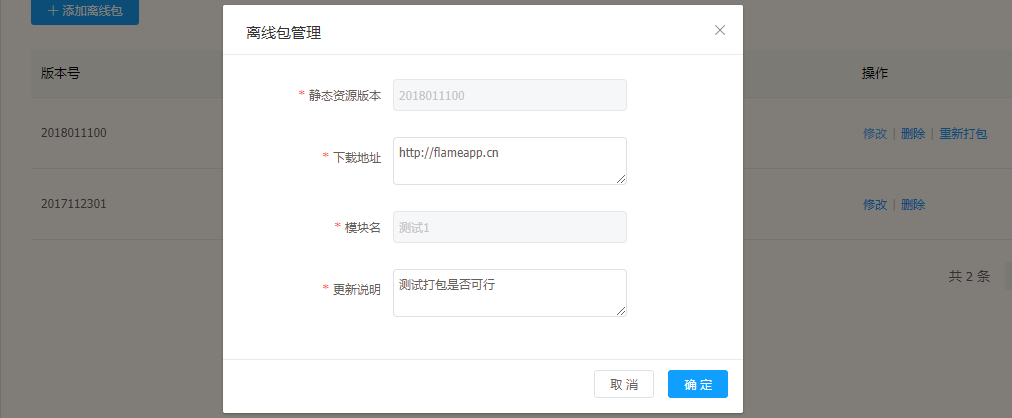 + 添加离线包
离线包管理
版本号
操作
* 静态资源版本 2018011100
2018011100
修改 | 删除 | 重新打包
* 下载地址 http://flameapp.cn
2017112301
修改 | 删除
* 模块名 测试1
共 2 条
* 更新说明 测试打包是否可行
取 消
确 定